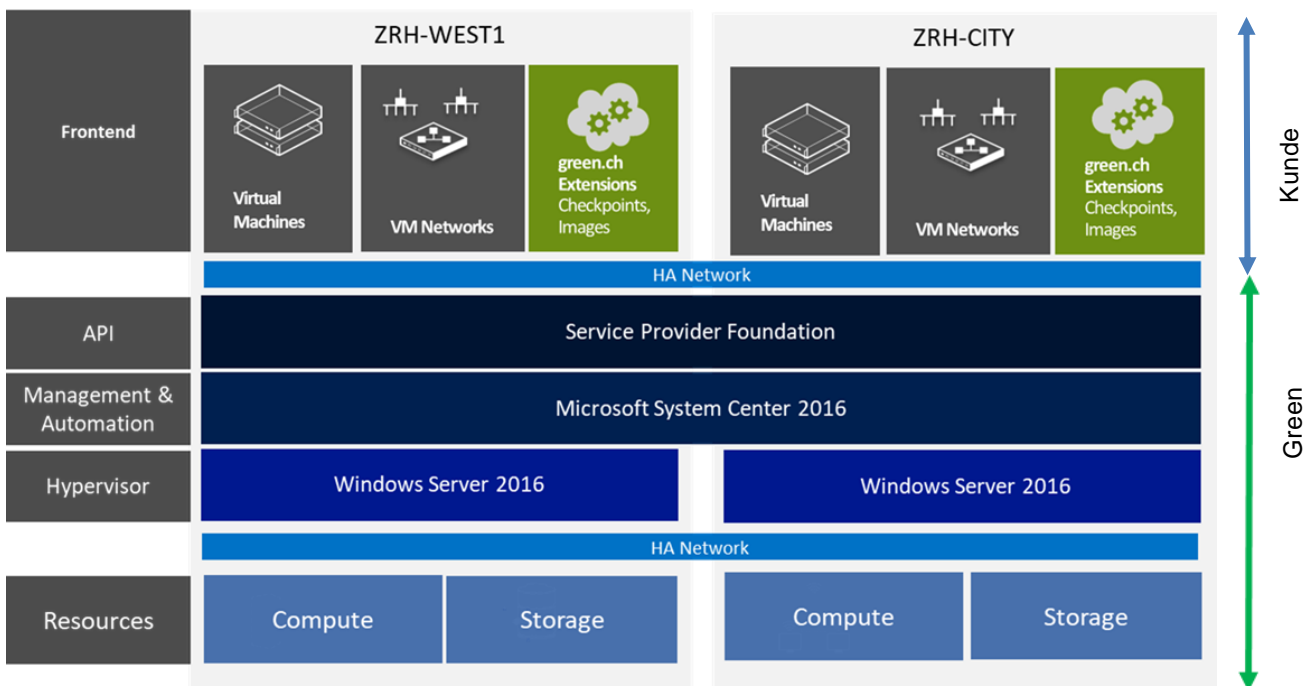 ZRH-WEST1
ZRH-CITY
Frontend
Virtual
Machines
VM Networks
green.ch
Extensions
Checkpoints,
Images
Virtual
Machines
VM Networks
green.ch
Extensions
Checkpoints,
Images
Kunde
HA Network
API
Service Provider Foundation
Management &
Automation
Microsoft System Center 2016
Green
Hypervisor
Windows Server 2016
Windows Server 2016
HA Network
Resources
Compute
Storage
Compute
Storage